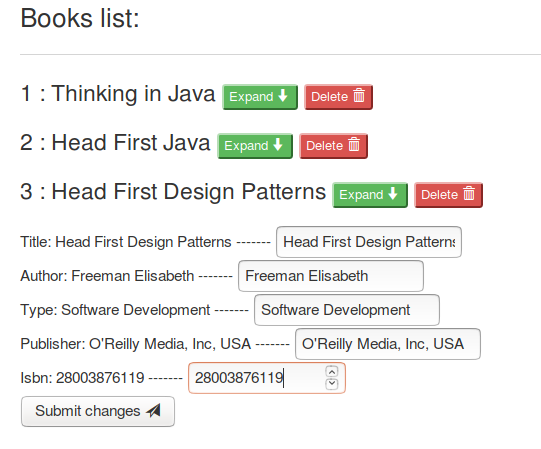 Books list:
1 : Thinking in Java Expand Delete
2 : Head First Java Expand Delete
3 : Head First Design Patterns Expand Delete
Title: Head First Design Patterns ------- Head First Design Patterns
Author: Freeman Elisabeth ------- Freeman Elisabeth
Type: Software Development ------- Software Development
Publisher: O'Reilly Media, Inc, USA ------- O'Reilly Media, Inc, USA
Isbn: 28003876119 ------- 28003876119
Submit changes